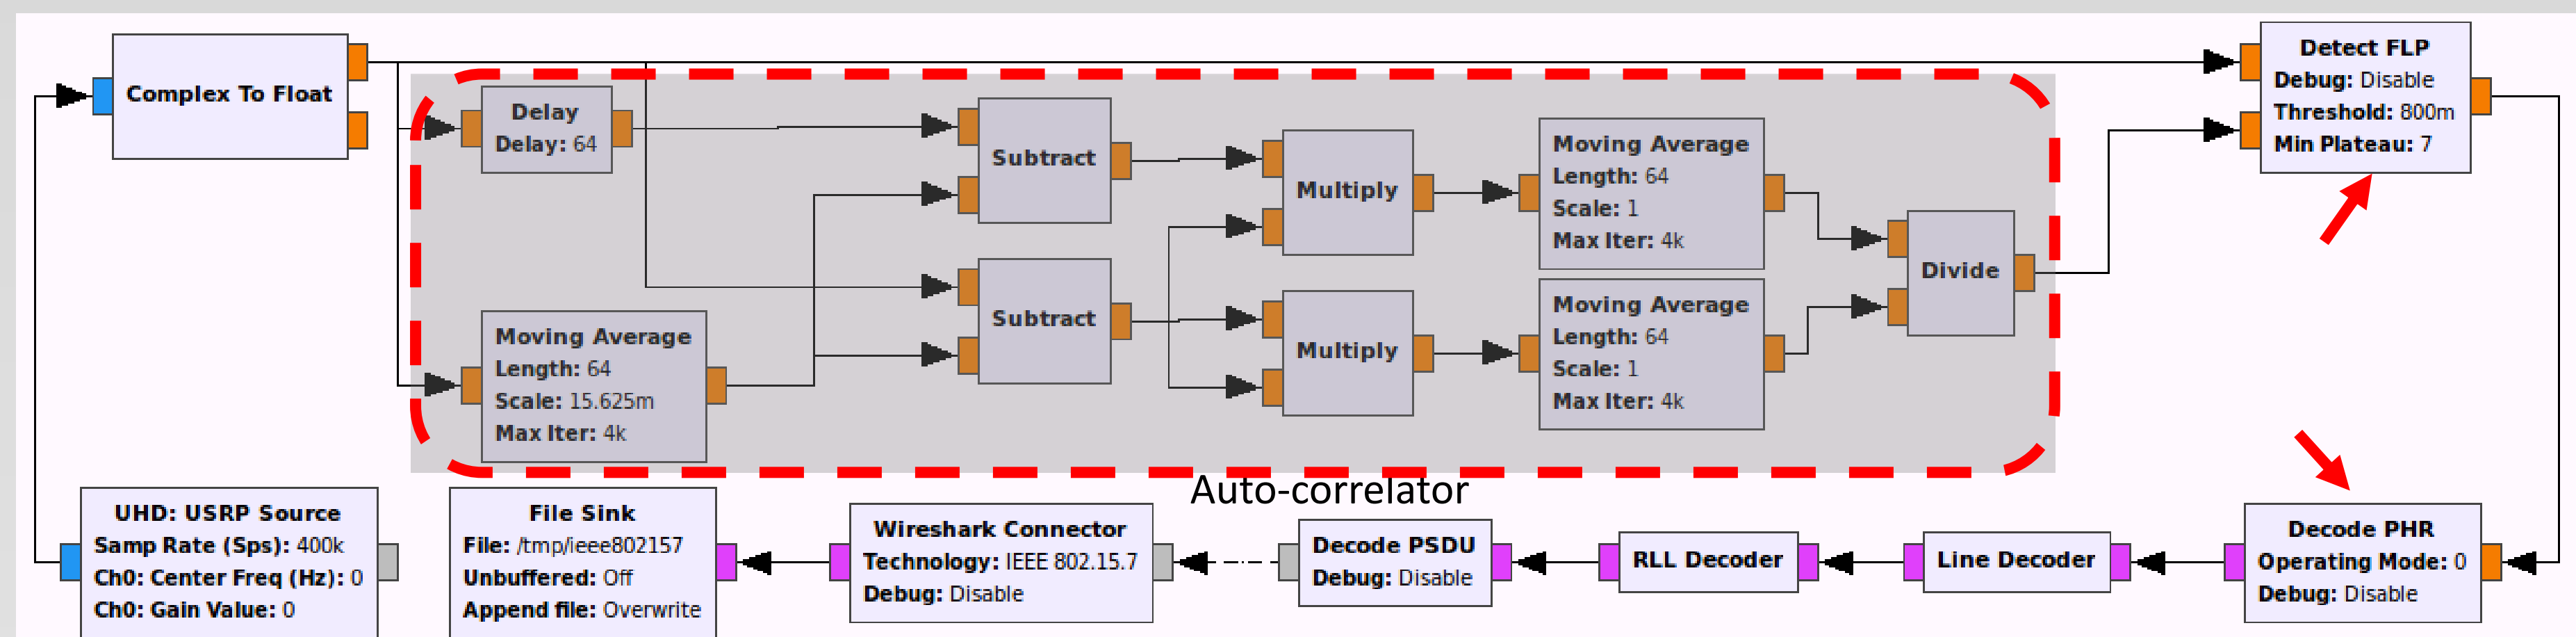 Complex To Float
Delay
Delay: 64
Moving Average
Length: 64
Scale: 15.625m
Max Iter: 4k
Subtract
Subtract
Multiply
Multiply
Moving Average
Length: 64
Scale: 1
Max Iter: 4k
Moving Average
Length: 64
Scale: 1
Max Iter: 4k
Divide
Detect FLP
Debug: Disable
Threshold: 800m
Min Plateau: 7
Auto-correlator
UHD: USRP Source
Samp Rate (Sps): 400k
Ch0: Center Freq (Hz): 0
Ch0: Gain Value: 0
File Sink
File: /tmp/ieee802157
Unbuffered: Off
Append file: Overwrite
Wireshark Connector
Technology: IEEE 802.15.7
Debug: Disable
Decode PSDU
Debug: Disable
RLL Decoder
Line Decoder
Decode PHR
Operating Mode: 0
Debug: Disable